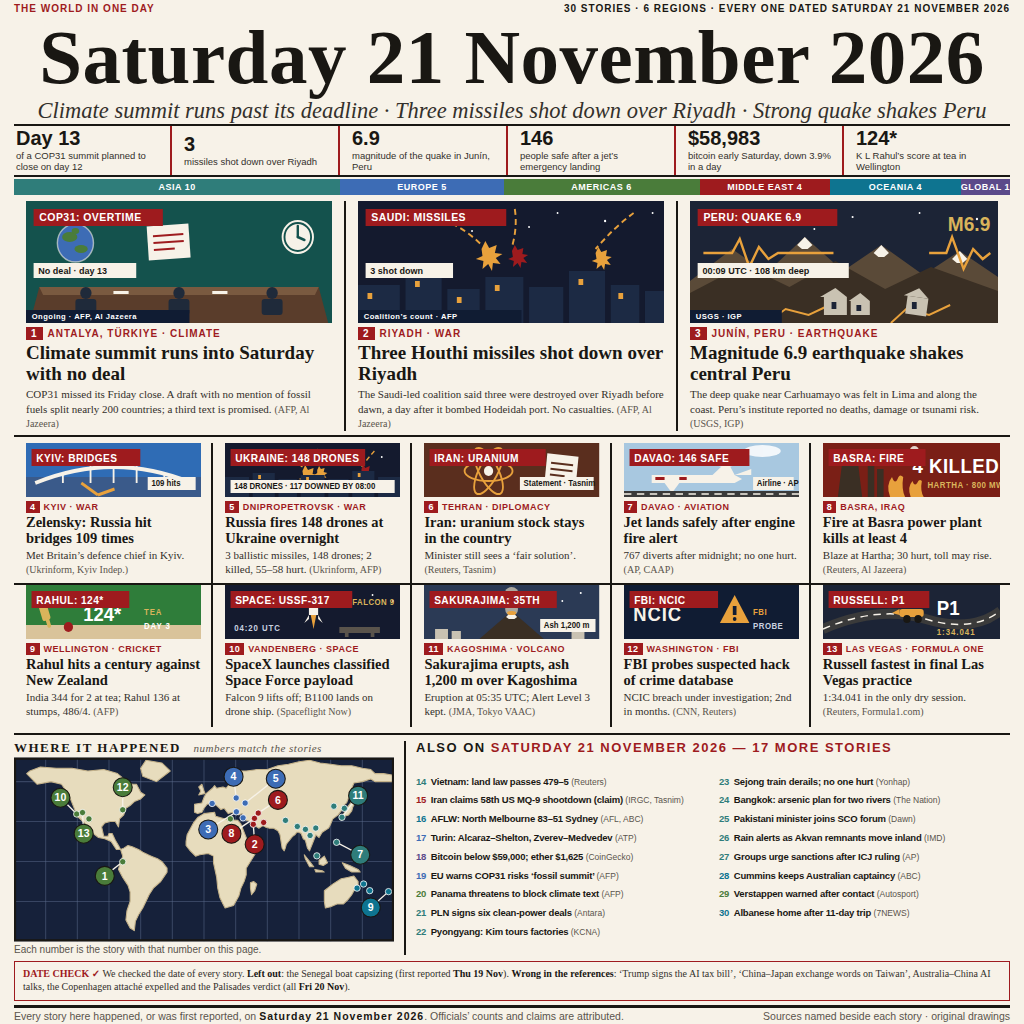 THE WORLD IN ONE DAY
30 STORIES · 6 REGIONS · EVERY ONE DATED SATURDAY 21 NOVEMBER 2026
Saturday 21 November 2026
Climate summit runs past its deadline · Three missiles shot down over Riyadh · Strong quake shakes Peru
Day 13
of a COP31 summit planned to
close on day 12
3
missiles shot down over Riyadh
6.9
magnitude of the quake in Junín,
Peru
146
people safe after a jet's
emergency landing
$58,983
bitcoin early Saturday, down 3.9%
in a day
124*
K L Rahul's score at tea in
Wellington
ASIA 10
EUROPE 5
AMERICAS 6
MIDDLE EAST 4
OCEANIA 4
GLOBAL 1
COP31: OVERTIME
No deal · day 13
Ongoing · AFP, Al Jazeera
1 ANTALYA, TÜRKIYE · CLIMATE
Climate summit runs into Saturday
with no deal
COP31 missed its Friday close. A draft with no mention of fossil
fuels split nearly 200 countries; a third text is promised. (AFP, Al
Jazeera)
SAUDI: MISSILES
3 shot down
Coalition's count · AFP
2 RIYADH · WAR
Three Houthi missiles shot down over
Riyadh
The Saudi-led coalition said three were destroyed over Riyadh before
dawn, a day after it bombed Hodeidah port. No casualties. (AFP, Al
Jazeera)
PERU: QUAKE 6.9
M6.9
00:09 UTC · 108 km deep
USGS · IGP
3 JUNÍN, PERU · EARTHQUAKE
Magnitude 6.9 earthquake shakes
central Peru
The deep quake near Carhuamayo was felt in Lima and along the
coast. Peru's institute reported no deaths, damage or tsunami risk.
(USGS, IGP)
KYIV: BRIDGES
109 hits
4 KYIV · WAR
Zelensky: Russia hit
bridges 109 times
Met Britain's defence chief in Kyiv.
(Ukrinform, Kyiv Indep.)
UKRAINE: 148 DRONES
148 DRONES · 117 DOWNED BY 08:00
5 DNIPROPETROVSK · WAR
Russia fires 148 drones at
Ukraine overnight
3 ballistic missiles, 148 drones; 2
killed, 55–58 hurt. (Ukrinform, AFP)
IRAN: URANIUM
Statement · Tasnim
6 TEHRAN · DIPLOMACY
Iran: uranium stock stays
in the country
Minister still sees a ‘fair solution’.
(Reuters, Tasnim)
DAVAO: 146 SAFE
Airline · AP
7 DAVAO · AVIATION
Jet lands safely after engine
fire alert
767 diverts after midnight; no one hurt.
(AP, CAAP)
BASRA: FIRE
4 KILLED
HARTHA · 800 MW
8 BASRA, IRAQ
Fire at Basra power plant
kills at least 4
Blaze at Hartha; 30 hurt, toll may rise.
(Reuters, Al Jazeera)
RAHUL: 124*
124*
TEA
DAY 3
9 WELLINGTON · CRICKET
Rahul hits a century against
New Zealand
India 344 for 2 at tea; Rahul 136 at
stumps, 486/4. (AFP)
SPACE: USSF-317
FALCON 9
04:20 UTC
10 VANDENBERG · SPACE
SpaceX launches classified
Space Force payload
Falcon 9 lifts off; B1100 lands on
drone ship. (Spaceflight Now)
SAKURAJIMA: 35TH
Ash 1,200 m
11 KAGOSHIMA · VOLCANO
Sakurajima erupts, ash
1,200 m over Kagoshima
Eruption at 05:35 UTC; Alert Level 3
kept. (JMA, Tokyo VAAC)
FBI: NCIC
NCIC
FBI
PROBE
12 WASHINGTON · FBI
FBI probes suspected hack
of crime database
NCIC breach under investigation; 2nd
in months. (CNN, Reuters)
RUSSELL: P1
P1
1:34.041
13 LAS VEGAS · FORMULA ONE
Russell fastest in final Las
Vegas practice
1:34.041 in the only dry session.
(Reuters, Formula1.com)
WHERE IT HAPPENED numbers match the stories
4
5
12
10
6
11
13
3
8
2
7
1
9
Each number is the story with that number on this page.
ALSO ON SATURDAY 21 NOVEMBER 2026 — 17 MORE STORIES
14 Vietnam: land law passes 479–5 (Reuters)
15 Iran claims 58th US MQ-9 shootdown (claim) (IRGC, Tasnim)
16 AFLW: North Melbourne 83–51 Sydney (AFL, ABC)
17 Turin: Alcaraz–Shelton, Zverev–Medvedev (ATP)
18 Bitcoin below $59,000; ether $1,625 (CoinGecko)
19 EU warns COP31 risks ‘fossil summit’ (AFP)
20 Panama threatens to block climate text (AFP)
21 PLN signs six clean-power deals (Antara)
22 Pyongyang: Kim tours factories (KCNA)
23 Sejong train derails; no one hurt (Yonhap)
24 Bangkok: arsenic plan for two rivers (The Nation)
25 Pakistani minister joins SCO forum (Dawn)
26 Rain alerts as Akvan remnants move inland (IMD)
27 Groups urge sanctions after ICJ ruling (AP)
28 Cummins keeps Australian captaincy (ABC)
29 Verstappen warned after contact (Autosport)
30 Albanese home after 11-day trip (7NEWS)
DATE CHECK ✓ We checked the date of every story. Left out: the Senegal boat capsizing (first reported Thu 19 Nov). Wrong in the references: ‘Trump signs the AI tax bill’, ‘China–Japan exchange words on Taiwan’, Australia–China AI
talks, the Copenhagen attaché expelled and the Palisades verdict (all Fri 20 Nov).
Every story here happened, or was first reported, on Saturday 21 November 2026. Officials' counts and claims are attributed.
Sources named beside each story · original drawings